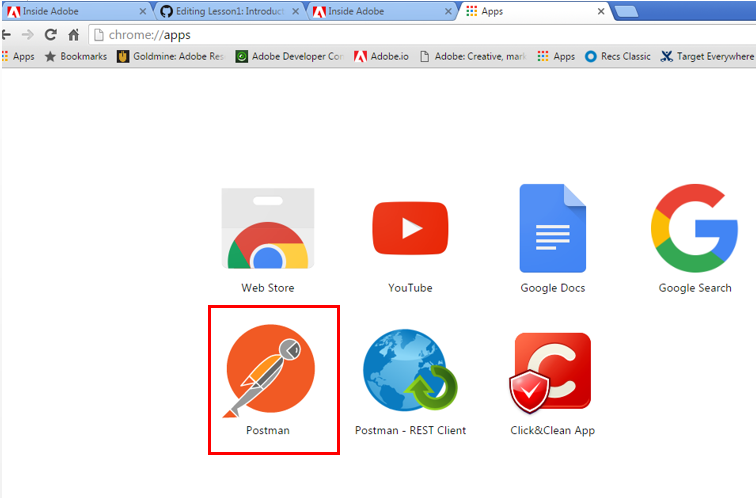 Inside Adobe
Editing Lesson1: Introduct
Inside Adobe
Apps
chrome://apps
Apps
Bookmarks
Goldmine: Adobe Res
Adobe Developer Con
Adobe.io
Adobe: Creative, mark
Apps
Recs Classic
Target Everywhere
Web Store
YouTube
Google Docs
Google Search
Postman
Postman - REST Client
Click&Clean App